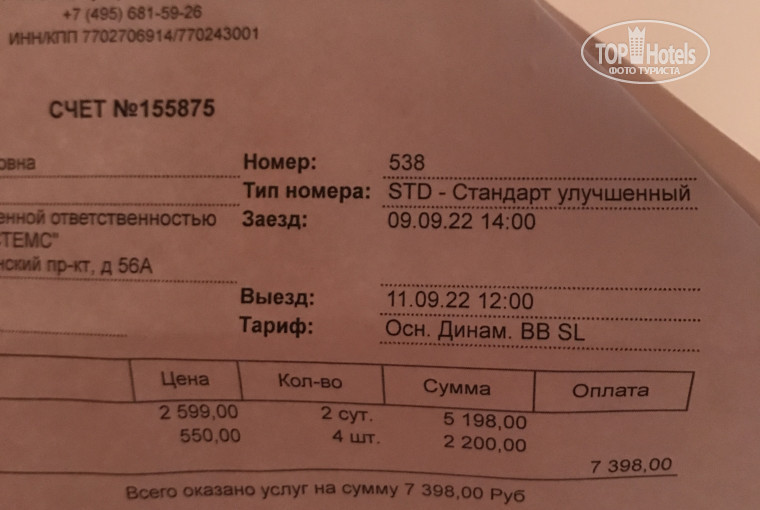 +7 (495) 681-59-26
ИНН/КПП 7702706914/770243001
TOP Hotels
ФОТО ТУРИСТА
СЧЕТ №155875
овна Номер: 538
Тип номера: STD - Стандарт улучшенный
енной ответственностью Заезд: 09.09.22 14:00
СТЕМС"
нский пр-кт, д 56А
Выезд: 11.09.22 12:00
Тариф: Осн. Динам. BB SL
Цена Кол-во Сумма Оплата
2 599,00 2 сут. 5 198,00
550,00 4 шт. 2 200,00
7 398,00
Всего оказано услуг на сумму 7 398,00 Руб